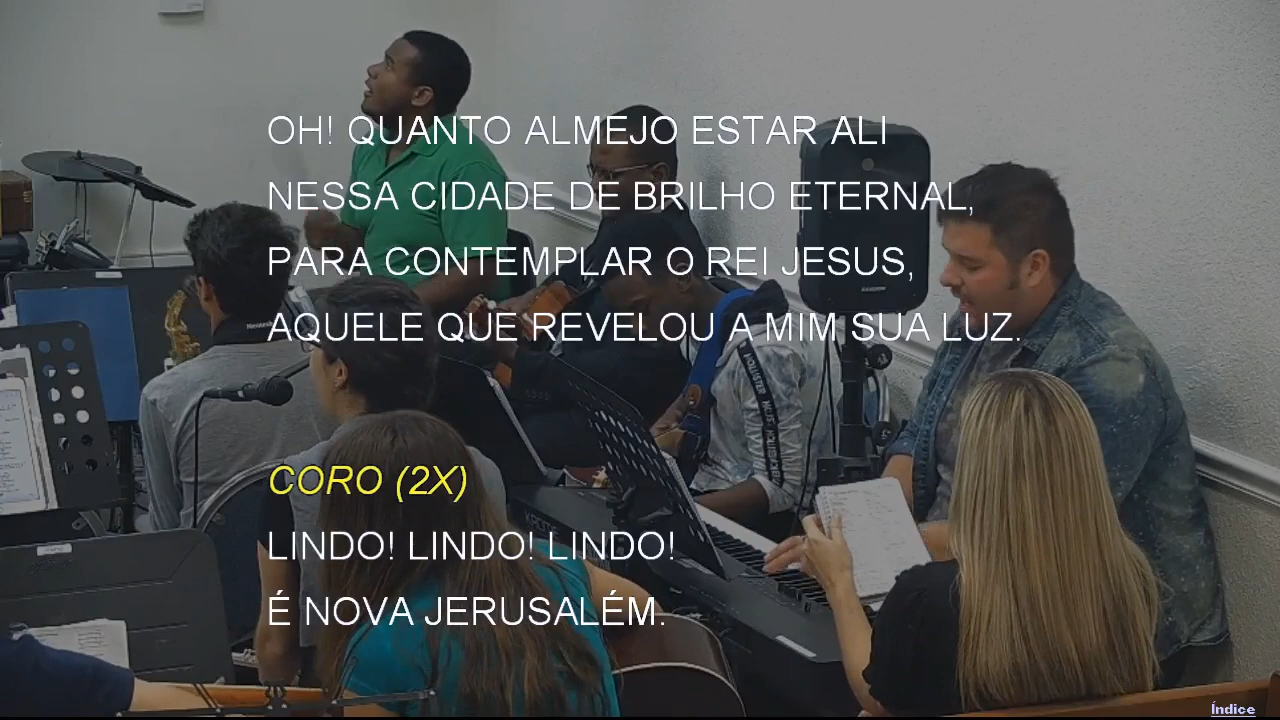 OH! QUANTO ALMEJO ESTAR ALI
NESSA CIDADE DE BRILHO ETERNAL,
PARA CONTEMPLAR O REI JESUS,
AQUELE QUE REVELOU A MIM SUA LUZ.
CORO (2X)
LINDO! LINDO! LINDO!
É NOVA JERUSALÉM.
HOLLISTER
Índice